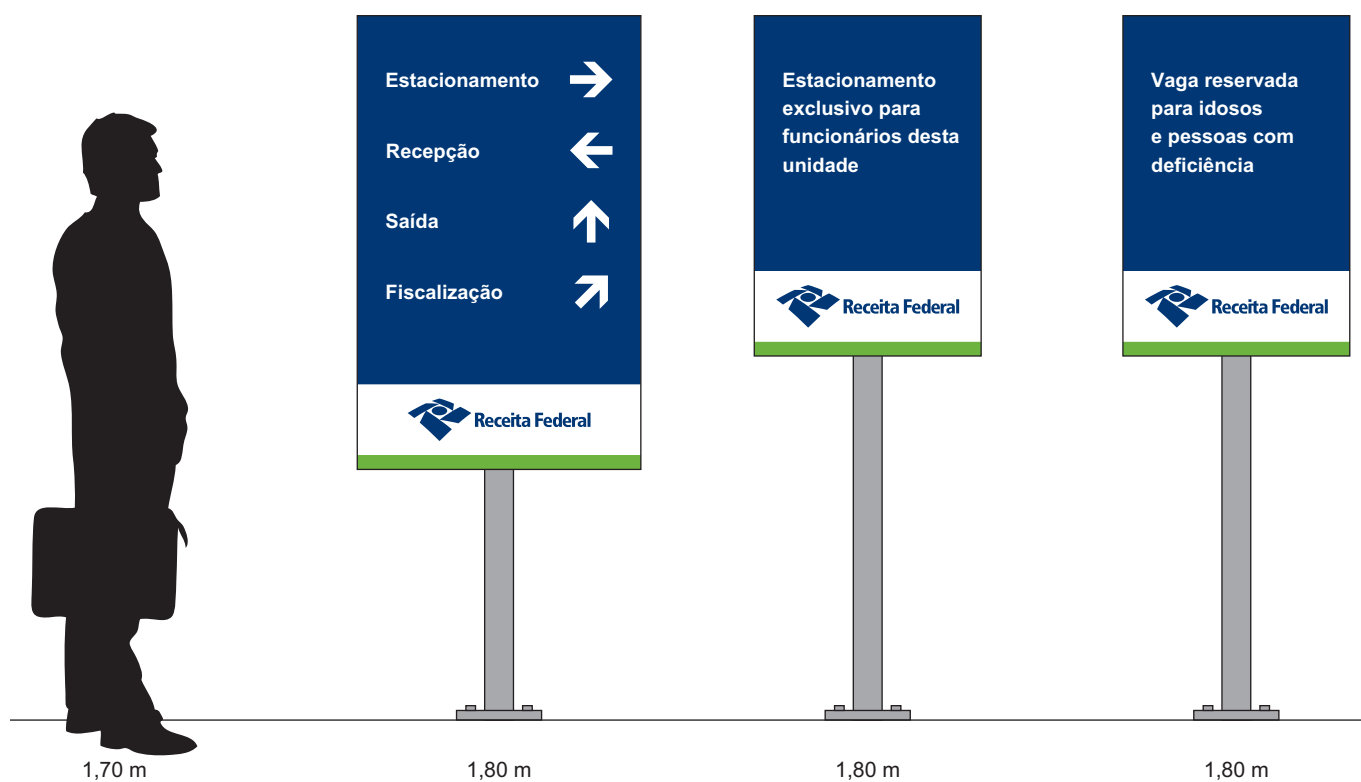 Estacionamento
Recepção
Saída
Fiscalização
Receita Federal
Estacionamento
exclusivo para
funcionários desta
unidade
Receita Federal
Vaga reservada
para idosos
e pessoas com
deficiência
Receita Federal
1,70 m
1,80 m
1,80 m
1,80 m